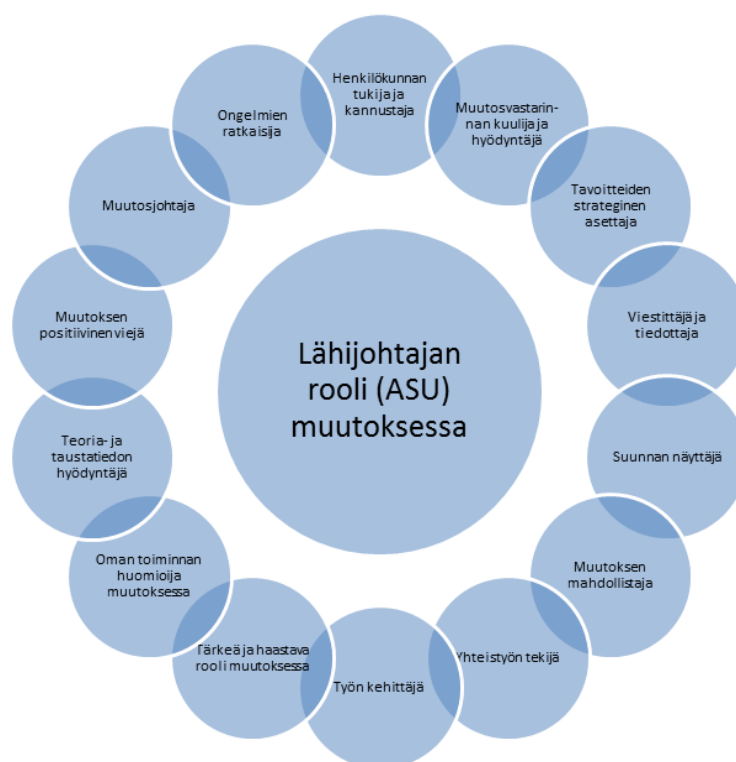 Henkilökunnan
tukija ja
kannustaja
Muutosvastarin-
nan kuulija ja
hyödyntäjä
Tavoitteiden
strateginen
asettaja
Viestittäjä ja
tiedottaja
Suunnan näyttäjä
Muutoksen
mahdollistaja
Yhteistyön tekijä
Työn kehittäjä
Tärkeä ja haastava
rooli muutoksessa
Oman toiminnan
huomioija
muutoksessa
Teoria- ja
taustatiedon
hyödyntäjä
Muutoksen
positiivinen viejä
Muutosjohtaja
Ongelmien
ratkaisija
Lähijohtajan
rooli (ASU)
muutoksessa